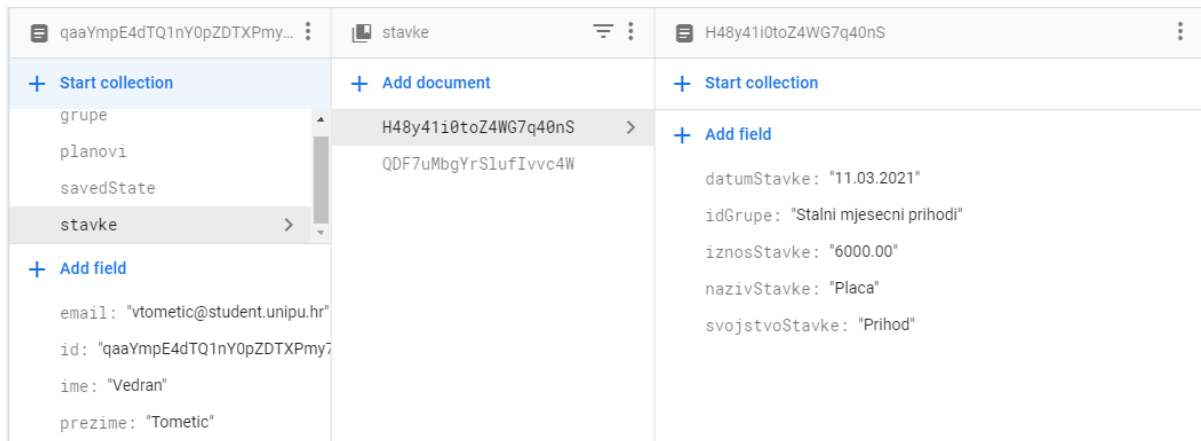 qaaYmpE4dTQ1nY0pZDTXPmy...
Start collection
grupe
planovi
savedState
stavke
Add field
email: "vtometic@student.unipu.hr"
id: "qaaYmpE4dTQ1nY0pZDTXPmy7
ime: "Vedran"
prezime: "Tometic"
stavke
Add document
H48y41i0toZ4WG7q40nS
QDF7uMbgYrSlufIvvc4W
H48y41i0toZ4WG7q40nS
Start collection
Add field
datumStavke: "11.03.2021"
idGrupe: "Stalni mjesecni prihodi"
iznosStavke: "6000.00"
nazivStavke: "Placa"
svojstvoStavke: "Prihod"